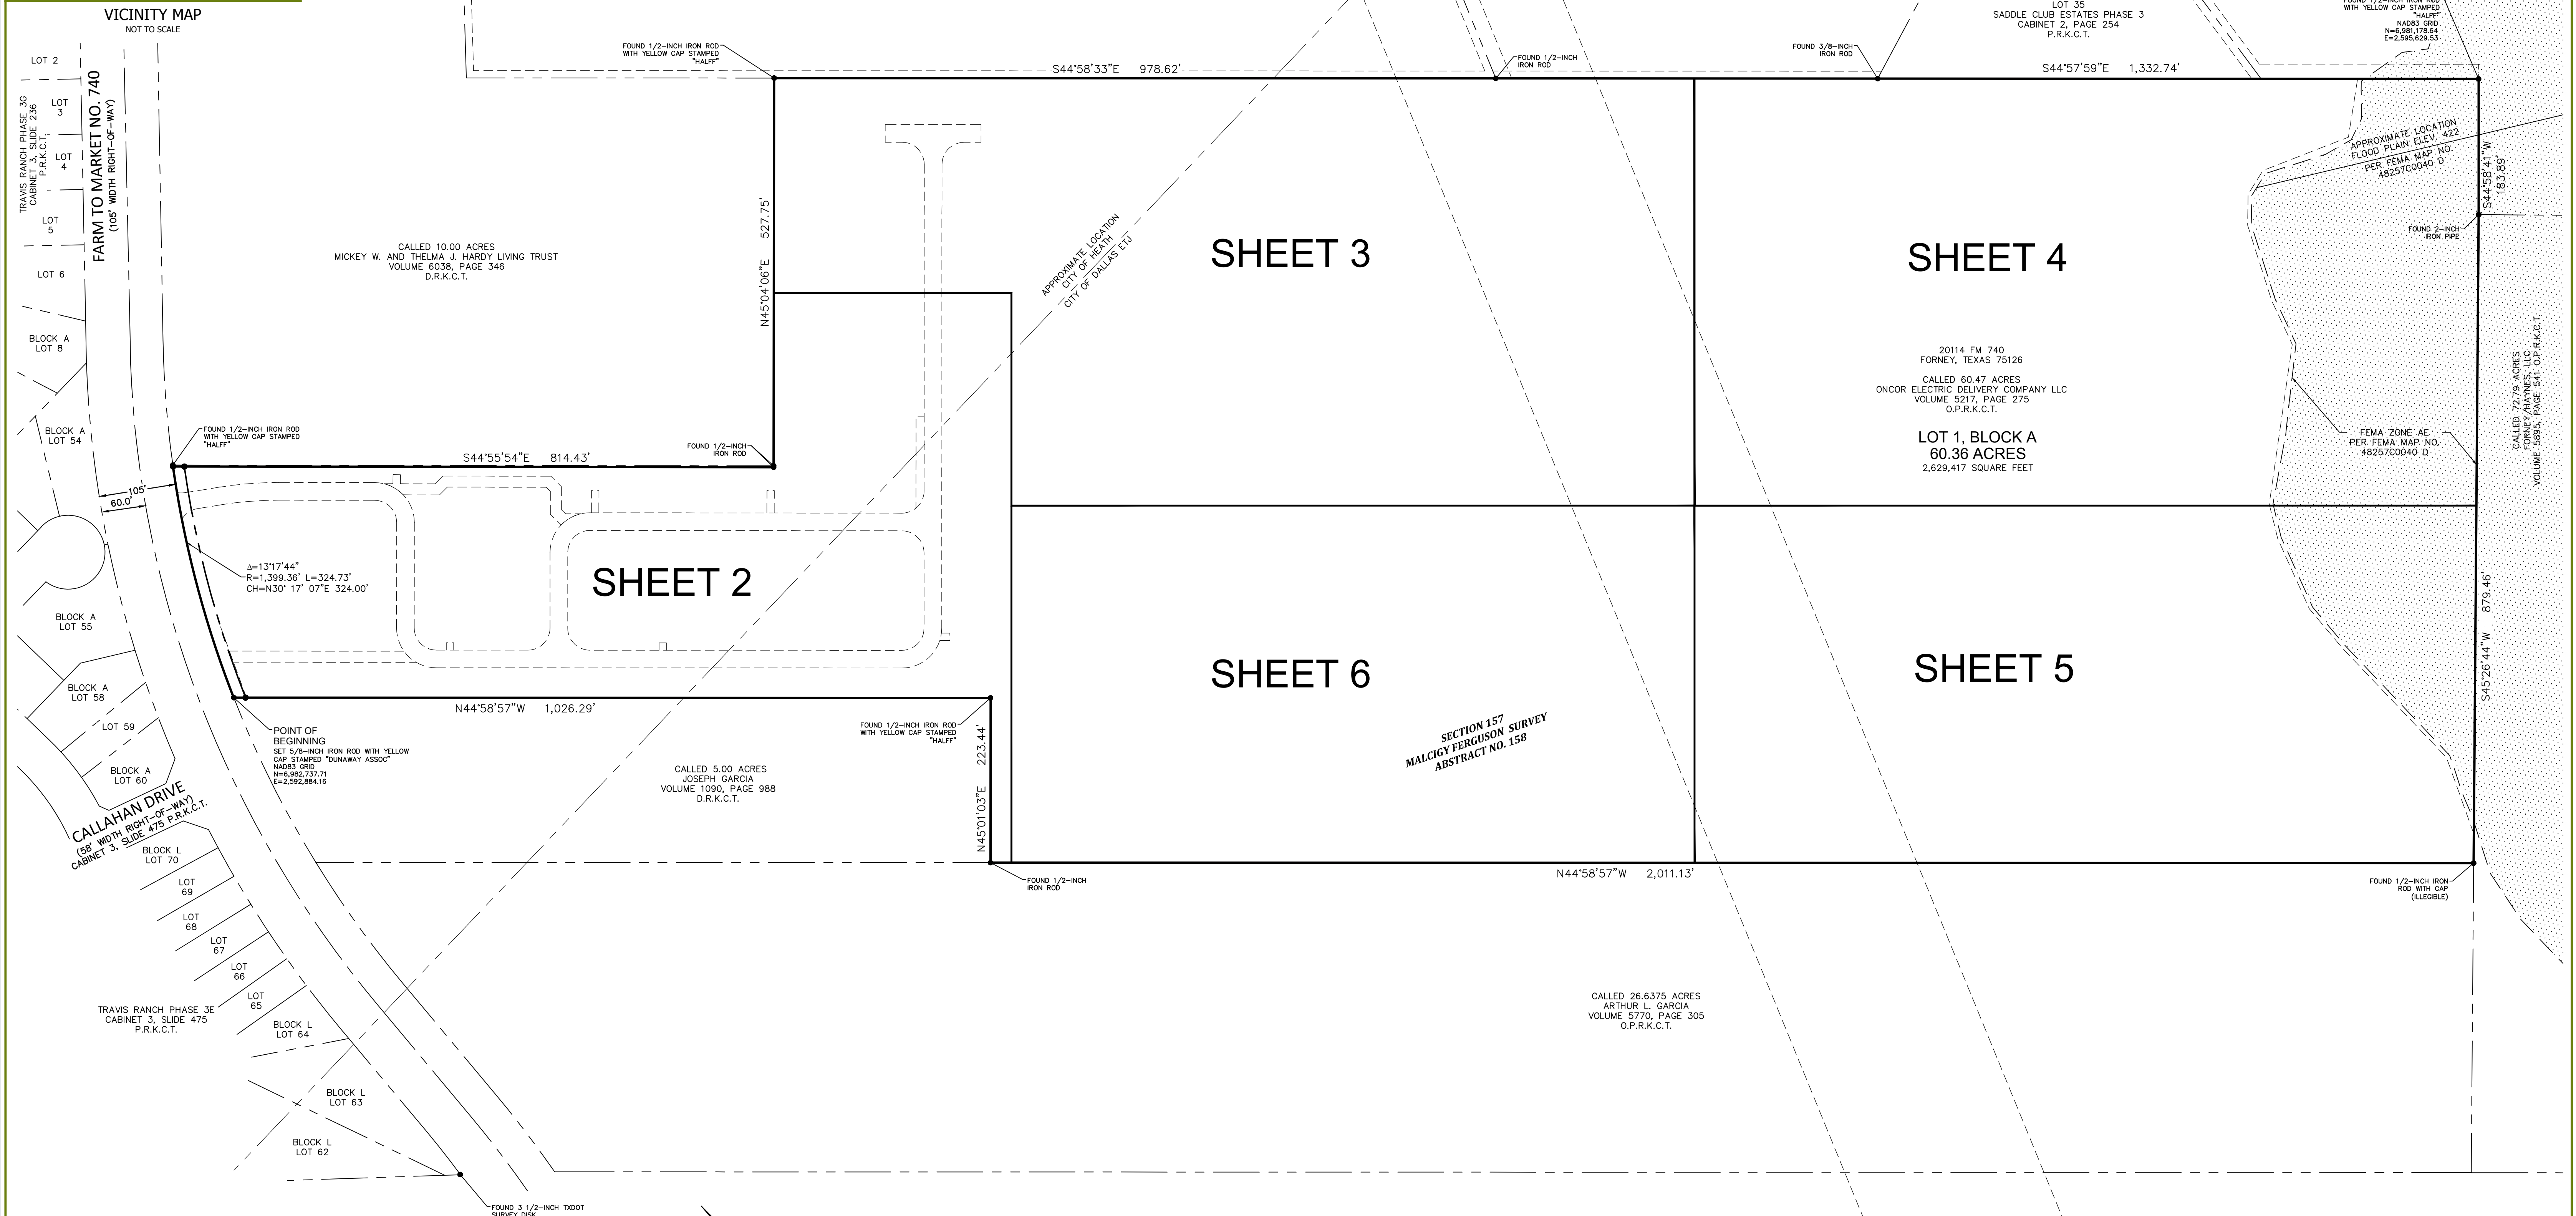 VICINITY MAP
NOT TO SCALE
LOT 2
LOT
3
LOT
4
LOT
5
LOT 6
BLOCK A
LOT 8
BLOCK A
LOT 54
TRAVIS RANCH PHASE 3G
CABINET 3, SLIDE 236
P.R.K.C.T.
FARM TO MARKET NO. 740
(105' WIDTH RIGHT-OF-WAY)
FOUND 1/2-INCH IRON ROD
WITH YELLOW CAP STAMPED
"HALFF"
CALLED 10.00 ACRES
MICKEY W. AND THELMA J. HARDY LIVING TRUST
VOLUME 6038, PAGE 346
D.R.K.C.T.
N45°04'06"E 527.75'
S44°58'33"E 978.62'
FOUND 1/2-INCH
IRON ROD
FOUND 3/8-INCH
IRON ROD
LOT 35
SADDLE CLUB ESTATES PHASE 3
CABINET 2, PAGE 254
P.R.K.C.T.
S44°57'59"E 1,332.74'
FOUND 1/2-INCH IRON ROD
WITH YELLOW CAP STAMPED
"HALFF"
NAD83 GRID
N=6,981,178.64
E=2,595,629.53
APPROXIMATE LOCATION
FLOOD PLAIN ELEV. 422
PER FEMA MAP NO.
48257C0040 D
S44°58'41"W
183.89'
FOUND 2-INCH
IRON PIPE
APPROXIMATE LOCATION
CITY OF HEATH
CITY OF DALLAS ETJ
SHEET 3
SHEET 4
20114 FM 740
FORNEY, TEXAS 75126
CALLED 60.47 ACRES
ONCOR ELECTRIC DELIVERY COMPANY LLC
VOLUME 5217, PAGE 275
O.P.R.K.C.T.
LOT 1, BLOCK A
60.36 ACRES
2,629,417 SQUARE FEET
FEMA ZONE AE
PER FEMA MAP NO.
48257C0040 D
CALLED 72.79 ACRES
FORNEY/HAYNES, LLC
VOLUME 5895, PAGE 541 O.P.R.K.C.T.
FOUND 1/2-INCH IRON ROD
WITH YELLOW CAP STAMPED
"HALFF"
S44°55'54"E 814.43'
FOUND 1/2-INCH
IRON ROD
105'
60.0'
Δ=13°17'44"
R=1,399.36' L=324.73'
CH=N30° 17' 07"E 324.00'
SHEET 2
BLOCK A
LOT 55
BLOCK A
LOT 58
LOT 59
BLOCK A
LOT 60
N44°58'57"W 1,026.29'
POINT OF
BEGINNING
SET 5/8-INCH IRON ROD WITH YELLOW
CAP STAMPED "DUNAWAY ASSOC"
NAD83 GRID
N=6,982,737.71
E=2,592,884.16
FOUND 1/2-INCH IRON ROD
WITH YELLOW CAP STAMPED
"HALFF"
CALLED 5.00 ACRES
JOSEPH GARCIA
VOLUME 1090, PAGE 988
D.R.K.C.T.
N45°01'03"E 223.44'
SHEET 6
SECTION 157
MALCIGY FERGUSON SURVEY
ABSTRACT NO. 158
SHEET 5
S45°26'44"W 879.46'
CALLAHAN DRIVE
(58' WIDTH RIGHT-OF-WAY)
CABINET 3, SLIDE 475 P.R.K.C.T.
FOUND 1/2-INCH
IRON ROD
N44°58'57"W 2,011.13'
FOUND 1/2-INCH IRON
ROD WITH CAP
(ILLEGIBLE)
BLOCK L
LOT 70
LOT
69
LOT
68
LOT
67
LOT
66
LOT
65
BLOCK L
LOT 64
TRAVIS RANCH PHASE 3E
CABINET 3, SLIDE 475
P.R.K.C.T.
CALLED 26.6375 ACRES
ARTHUR L. GARCIA
VOLUME 5770, PAGE 305
O.P.R.K.C.T.
BLOCK L
LOT 63
BLOCK L
LOT 62
FOUND 3 1/2-INCH TXDOT
SURVEY DISK